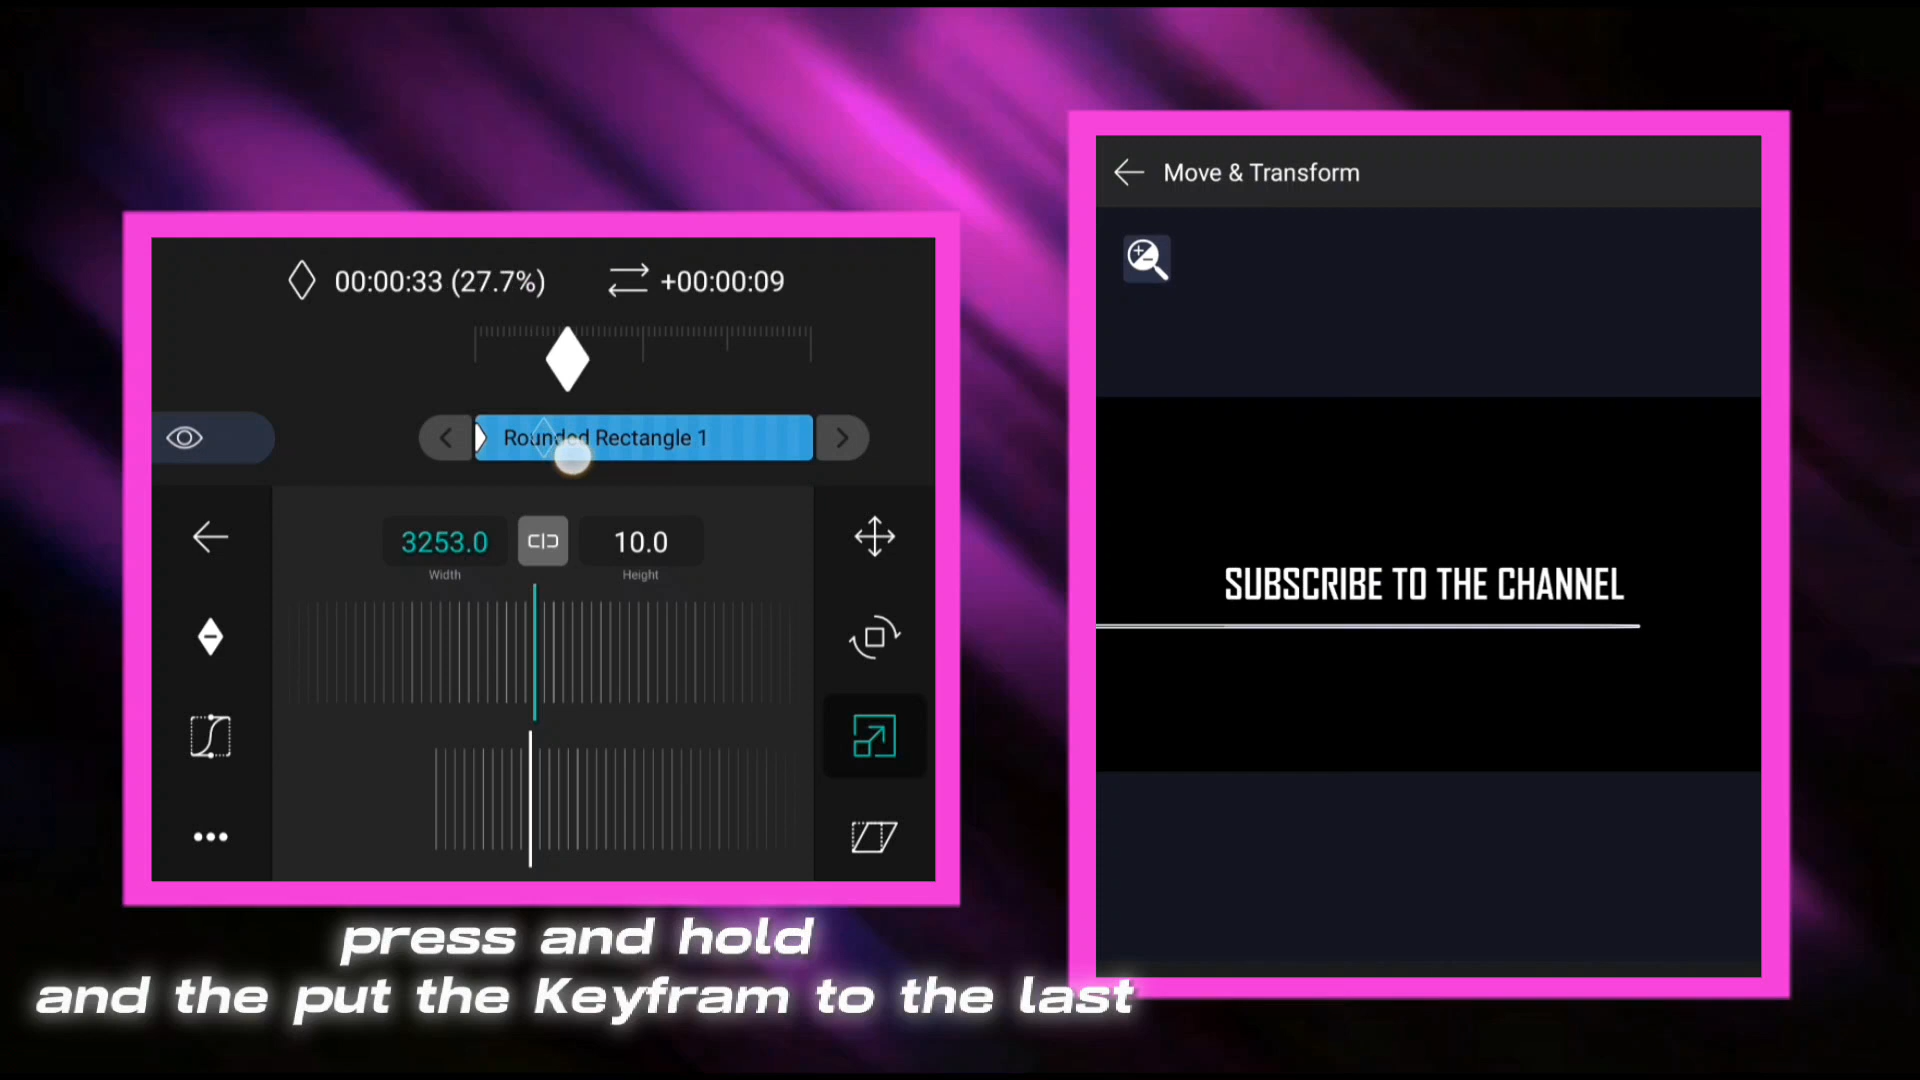 00:00:33 (27.7%) +00:00:09
Rounded Rectangle 1
3253.0 10.0
Width Height
press and hold
and the put the Keyfram to the last
Move & Transform
SUBSCRIBE TO THE CHANNEL